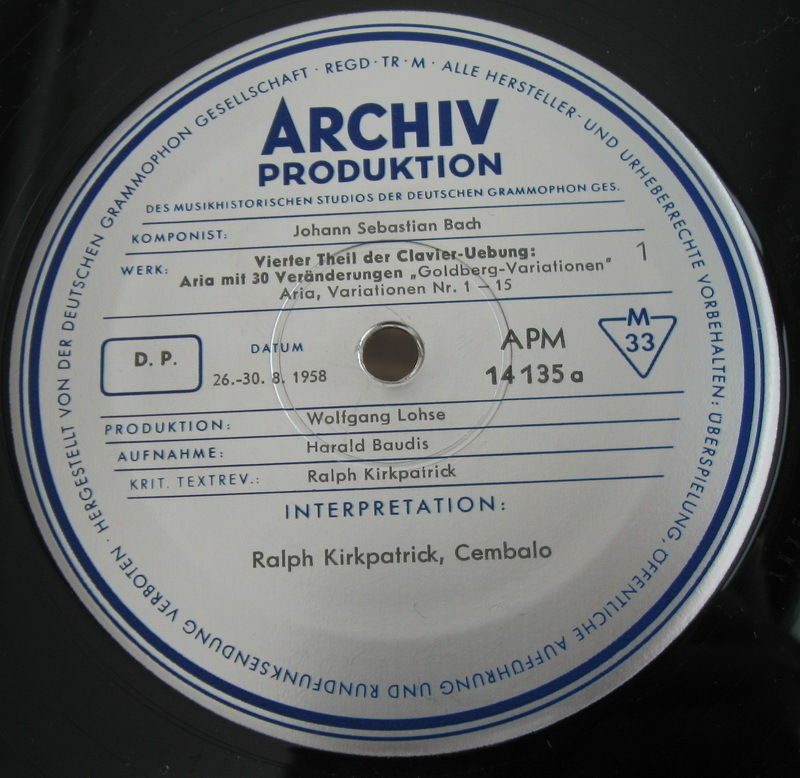 HERGESTELLT VON DER DEUTSCHEN GRAMMOPHON GESELLSCHAFT · REGD · TR · M · ALLE HERSTELLER- UND URHEBERRECHTE VORBEHALTEN: ÜBERSPIELUNG, ÖFFENTLICHE AUFFÜHRUNG UND RUNDFUNKSENDUNG VERBOTEN ·
ARCHIV
PRODUKTION
DES MUSIKHISTORISCHEN STUDIOS DER DEUTSCHEN GRAMMOPHON GES.
KOMPONIST: Johann Sebastian Bach
WERK: Vierter Theil der Clavier-Uebung: 1
Aria mit 30 Veränderungen „Goldberg-Variationen"
Aria, Variationen Nr. 1 – 15
D. P. DATUM APM M
26.-30. 8. 1958 14 135 a 33
PRODUKTION: Wolfgang Lohse
AUFNAHME: Harald Baudis
KRIT. TEXTREV.: Ralph Kirkpatrick
INTERPRETATION:
Ralph Kirkpatrick, Cembalo